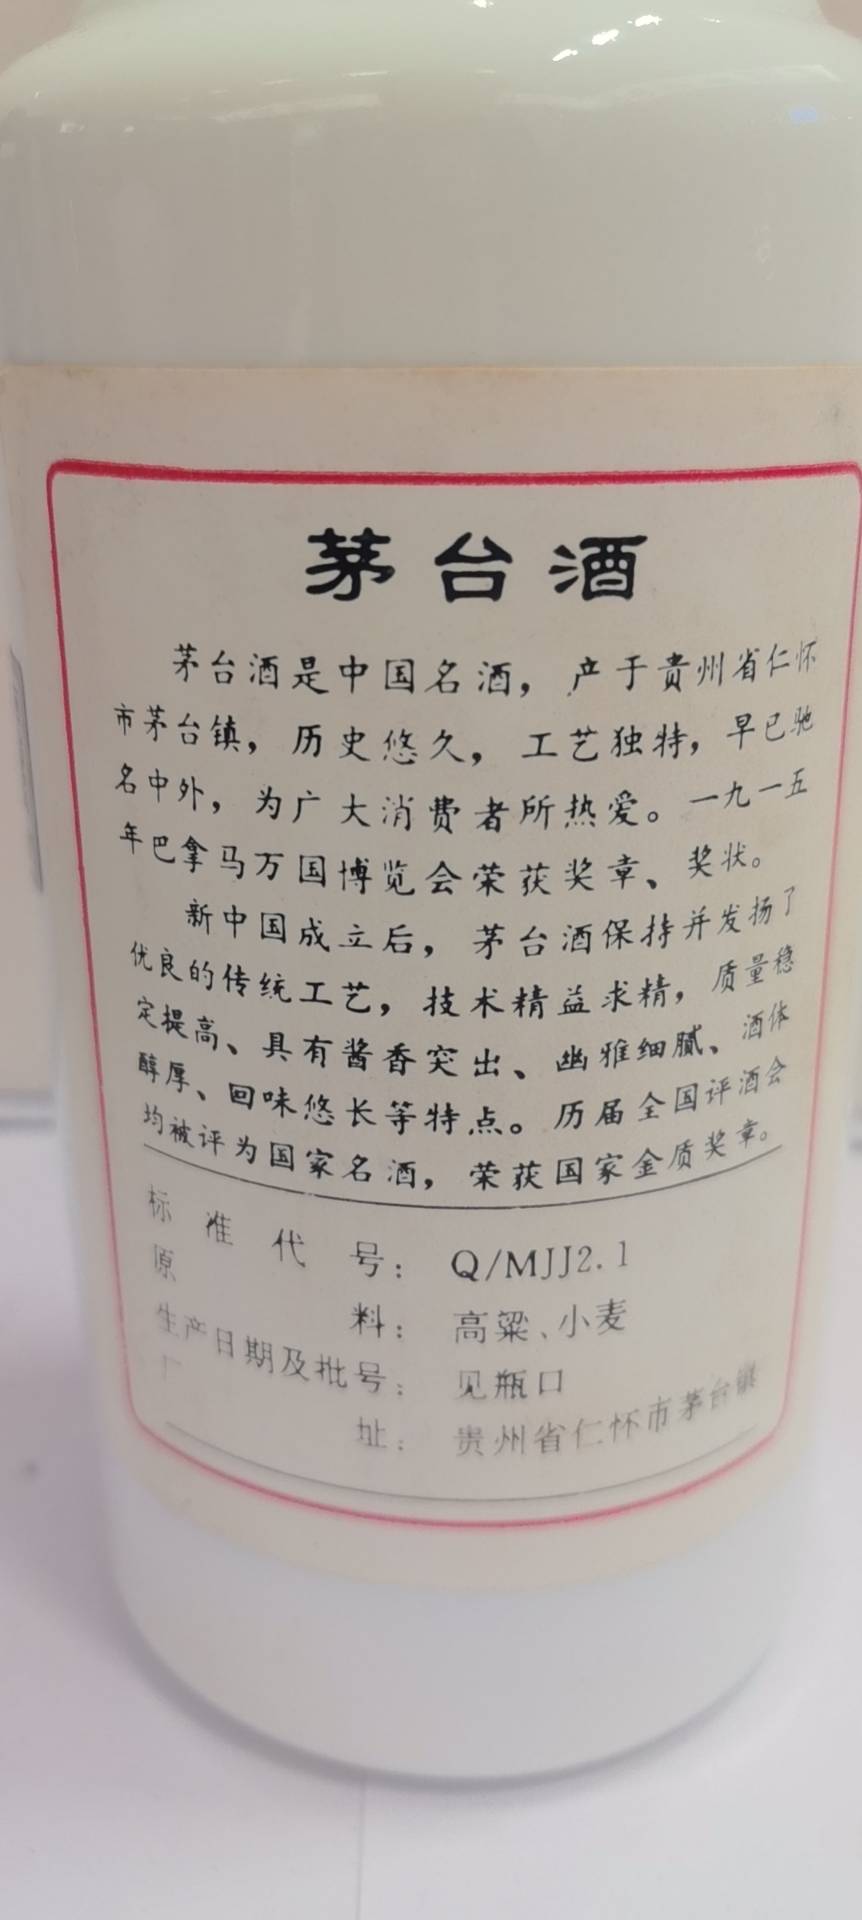 茅台酒
茅台酒是中国名酒，产于贵州省仁怀
市茅台镇，历史悠久，工艺独特，早已驰
名中外，为广大消费者所热爱。一九一五
年巴拿马万国博览会荣获奖章、奖状。
新中国成立后，茅台酒保持并发扬了
优良的传统工艺，技术精益求精，质量稳
定提高、具有酱香突出、幽雅细腻、酒体
醇厚、回味悠长等特点。历届全国评酒会
均被评为国家名酒，荣获国家金质奖章。
标准代号：Q/MJJ2.1
原料：高粱、小麦
生产日期及批号：见瓶口
厂址：贵州省仁怀市茅台镇